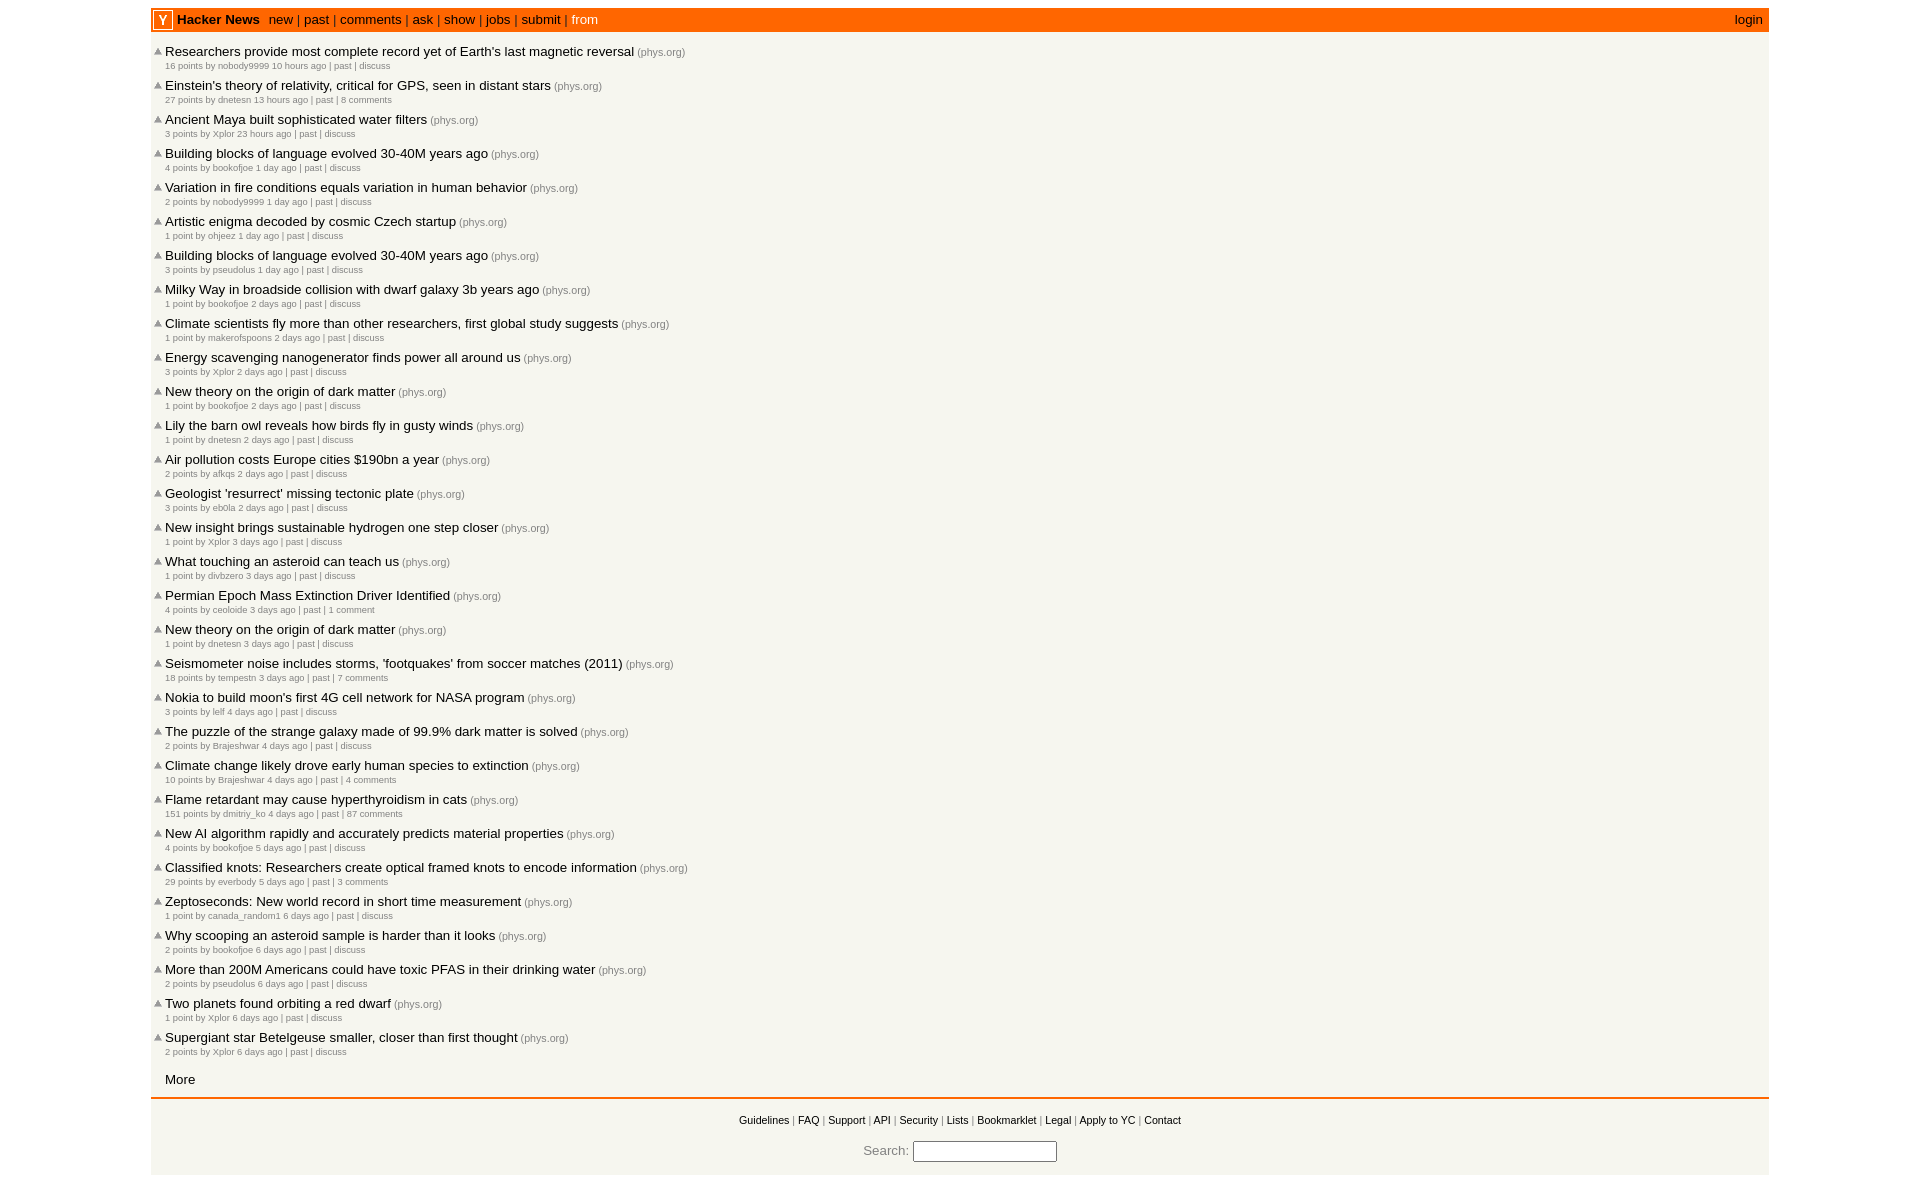 Y Hacker News new | past | comments | ask | show | jobs | submit | from login
Researchers provide most complete record yet of Earth's last magnetic reversal (phys.org)
16 points by nobody9999 10 hours ago | past | discuss
Einstein's theory of relativity, critical for GPS, seen in distant stars (phys.org)
27 points by dnetesn 13 hours ago | past | 8 comments
Ancient Maya built sophisticated water filters (phys.org)
3 points by Xplor 23 hours ago | past | discuss
Building blocks of language evolved 30-40M years ago (phys.org)
4 points by bookofjoe 1 day ago | past | discuss
Variation in fire conditions equals variation in human behavior (phys.org)
2 points by nobody9999 1 day ago | past | discuss
Artistic enigma decoded by cosmic Czech startup (phys.org)
1 point by ohjeez 1 day ago | past | discuss
Building blocks of language evolved 30-40M years ago (phys.org)
3 points by pseudolus 1 day ago | past | discuss
Milky Way in broadside collision with dwarf galaxy 3b years ago (phys.org)
1 point by bookofjoe 2 days ago | past | discuss
Climate scientists fly more than other researchers, first global study suggests (phys.org)
1 point by makerofspoons 2 days ago | past | discuss
Energy scavenging nanogenerator finds power all around us (phys.org)
3 points by Xplor 2 days ago | past | discuss
New theory on the origin of dark matter (phys.org)
1 point by bookofjoe 2 days ago | past | discuss
Lily the barn owl reveals how birds fly in gusty winds (phys.org)
1 point by dnetesn 2 days ago | past | discuss
Air pollution costs Europe cities $190bn a year (phys.org)
2 points by afkqs 2 days ago | past | discuss
Geologist 'resurrect' missing tectonic plate (phys.org)
3 points by eb0la 2 days ago | past | discuss
New insight brings sustainable hydrogen one step closer (phys.org)
1 point by Xplor 3 days ago | past | discuss
What touching an asteroid can teach us (phys.org)
1 point by divbzero 3 days ago | past | discuss
Permian Epoch Mass Extinction Driver Identified (phys.org)
4 points by ceoloide 3 days ago | past | 1 comment
New theory on the origin of dark matter (phys.org)
1 point by dnetesn 3 days ago | past | discuss
Seismometer noise includes storms, 'footquakes' from soccer matches (2011) (phys.org)
18 points by tempestn 3 days ago | past | 7 comments
Nokia to build moon's first 4G cell network for NASA program (phys.org)
3 points by lelf 4 days ago | past | discuss
The puzzle of the strange galaxy made of 99.9% dark matter is solved (phys.org)
2 points by Brajeshwar 4 days ago | past | discuss
Climate change likely drove early human species to extinction (phys.org)
10 points by Brajeshwar 4 days ago | past | 4 comments
Flame retardant may cause hyperthyroidism in cats (phys.org)
151 points by dmitriy_ko 4 days ago | past | 87 comments
New AI algorithm rapidly and accurately predicts material properties (phys.org)
4 points by bookofjoe 5 days ago | past | discuss
Classified knots: Researchers create optical framed knots to encode information (phys.org)
29 points by everbody 5 days ago | past | 3 comments
Zeptoseconds: New world record in short time measurement (phys.org)
1 point by canada_random1 6 days ago | past | discuss
Why scooping an asteroid sample is harder than it looks (phys.org)
2 points by bookofjoe 6 days ago | past | discuss
More than 200M Americans could have toxic PFAS in their drinking water (phys.org)
2 points by pseudolus 6 days ago | past | discuss
Two planets found orbiting a red dwarf (phys.org)
1 point by Xplor 6 days ago | past | discuss
Supergiant star Betelgeuse smaller, closer than first thought (phys.org)
2 points by Xplor 6 days ago | past | discuss
More
Guidelines | FAQ | Support | API | Security | Lists | Bookmarklet | Legal | Apply to YC | Contact
Search: